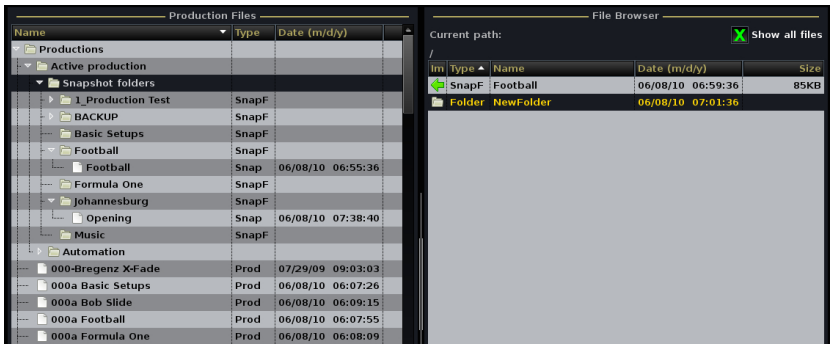 Production Files
Name Type Date (m/d/y)
Productions
Active production
Snapshot folders
1_Production Test SnapF
BACKUP SnapF
Basic Setups SnapF
Football SnapF
Football Snap 06/08/10 06:55:36
Formula One SnapF
Johannesburg SnapF
Opening Snap 06/08/10 07:38:40
Music SnapF
Automation
000-Bregenz X-Fade Prod 07/29/09 09:03:03
000a Basic Setups Prod 06/08/10 06:07:26
000a Bob Slide Prod 06/08/10 06:09:15
000a Football Prod 06/08/10 06:07:55
000a Formula One Prod 06/08/10 06:08:09
File Browser
Current path: X Show all files
/
Im Type Name Date (m/d/y) Size
SnapF Football 06/08/10 06:59:36 85KB
Folder NewFolder 06/08/10 07:01:36